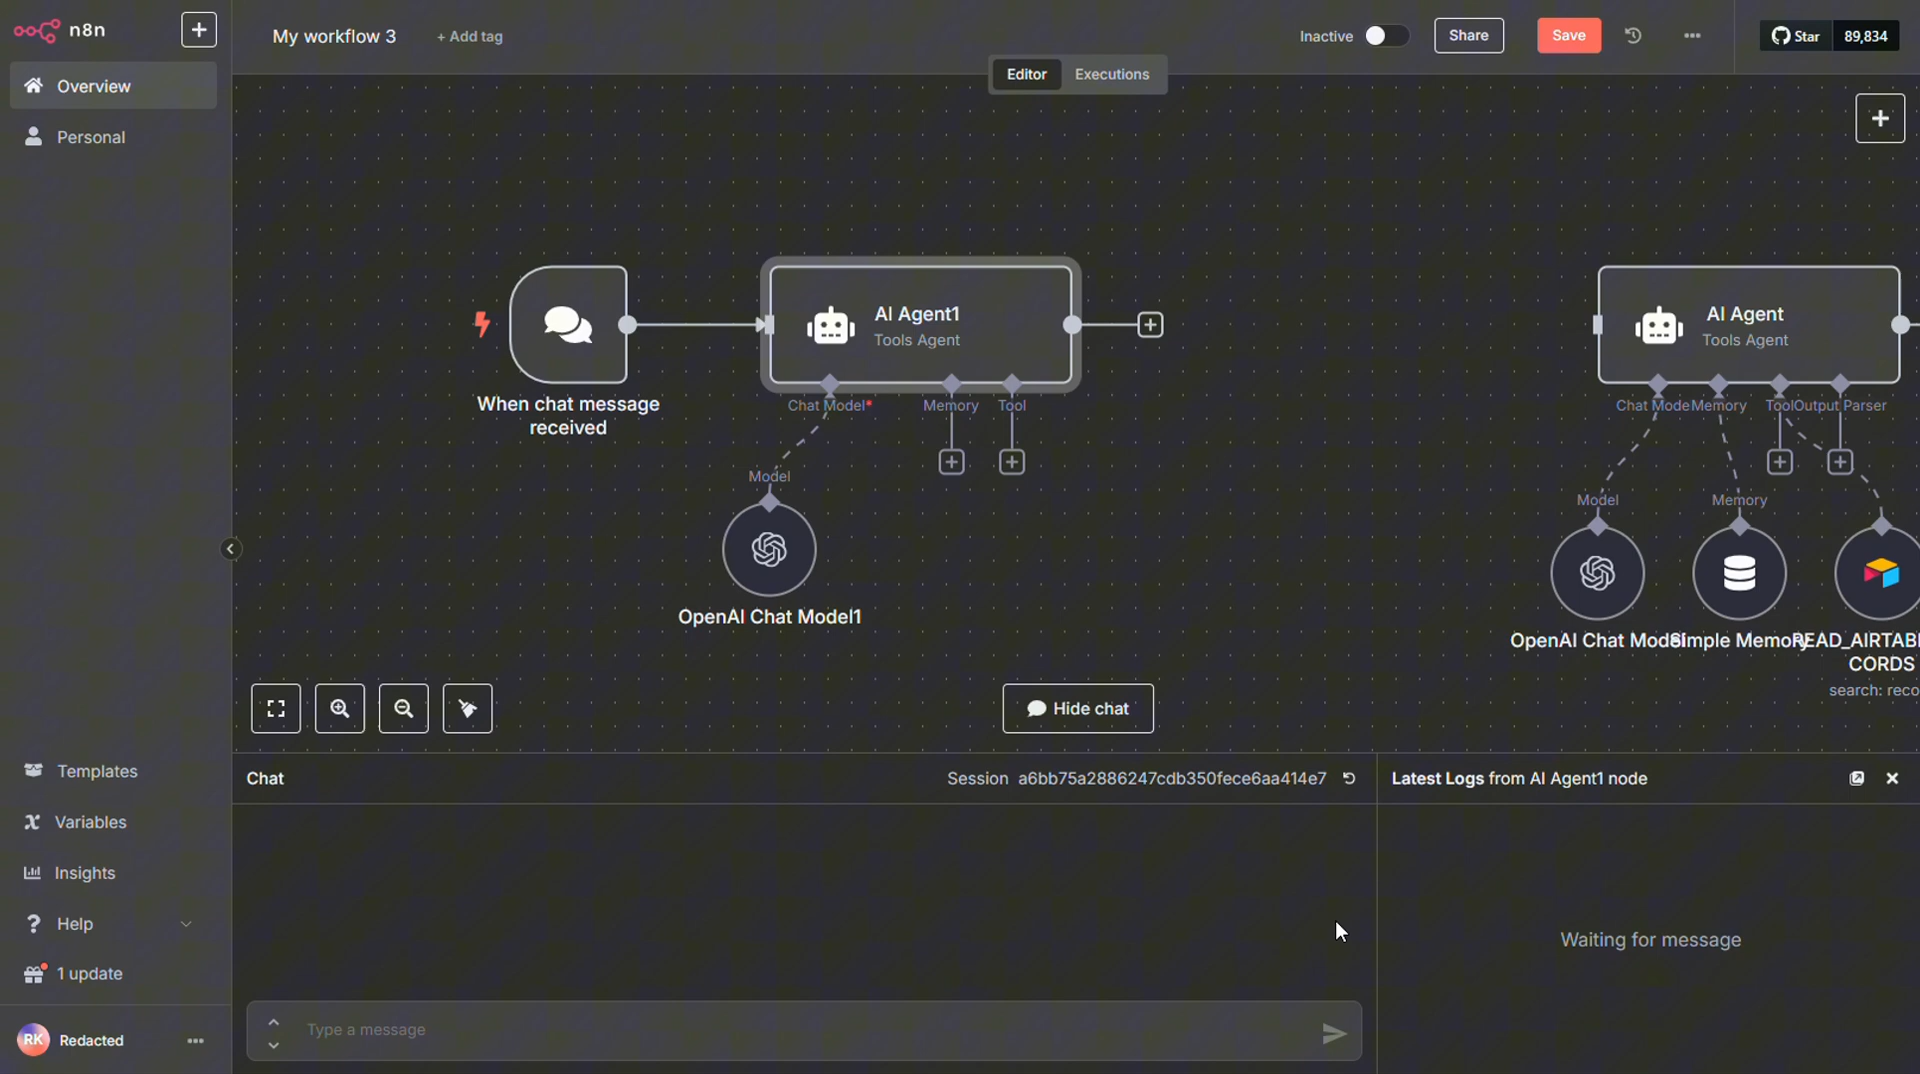 n8n
My workflow 3
+ Add tag
Inactive
Share
Save
Star
89,834
Editor
Executions
Overview
Personal
AI Agent1
Tools Agent
When chat message
received
Chat Model*
Memory
Tool
Model
OpenAI Chat Model1
AI Agent
Tools Agent
Chat Mode
Memory
Tool
Output Parser
Model
Memory
OpenAI Chat Model
Simple Memory
READ_AIRTAB
CORDS
search: reco
Hide chat
Templates
Variables
Insights
Help
1 update
RK
Redacted
Chat
Session a6bb75a2886247cdb350fece6aa414e7
Latest Logs from AI Agent1 node
Waiting for message
Type a message